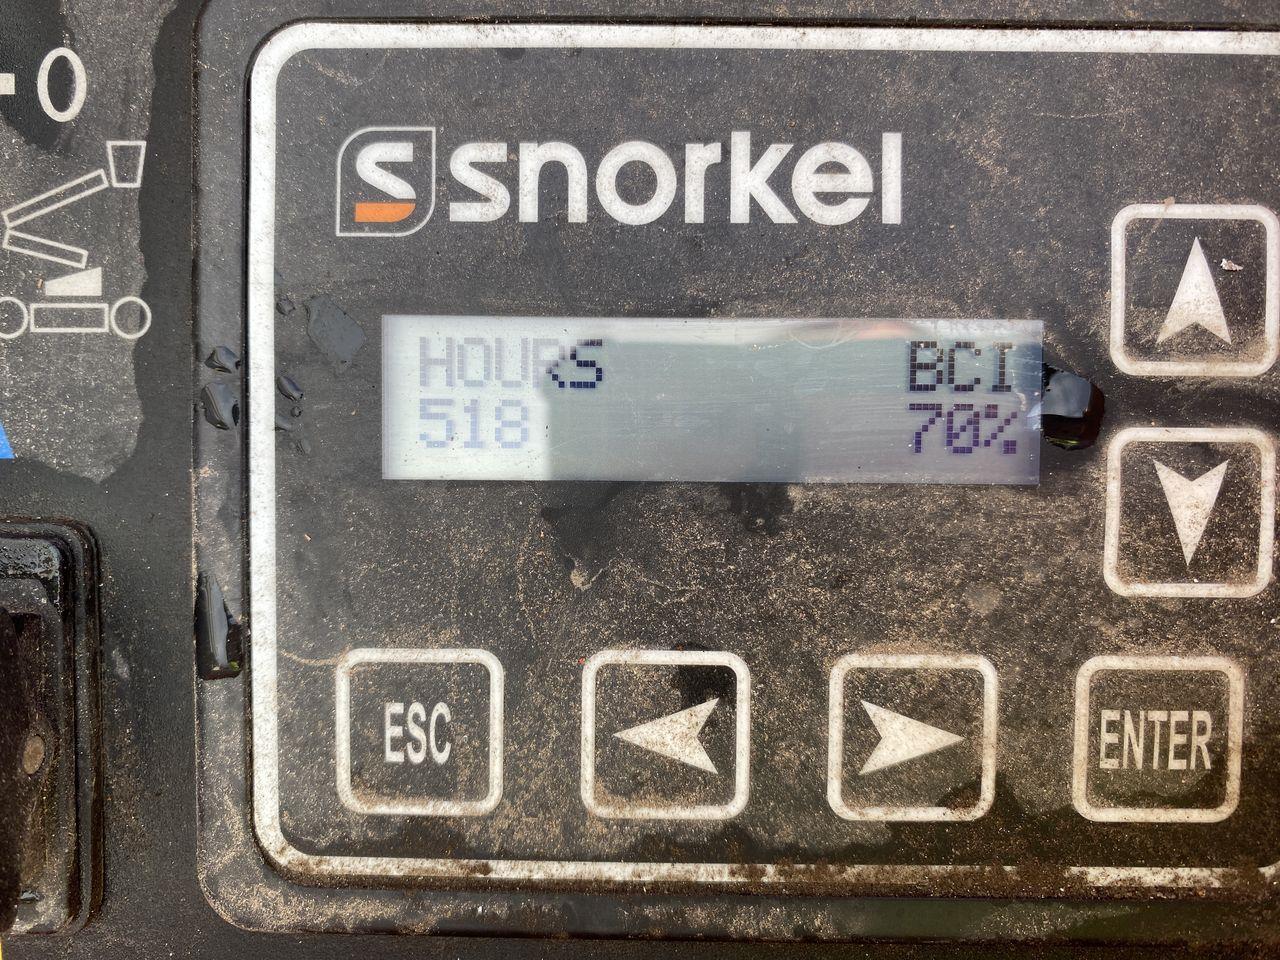 snorkel
HOURS BCI
518 70%
ESC ENTER